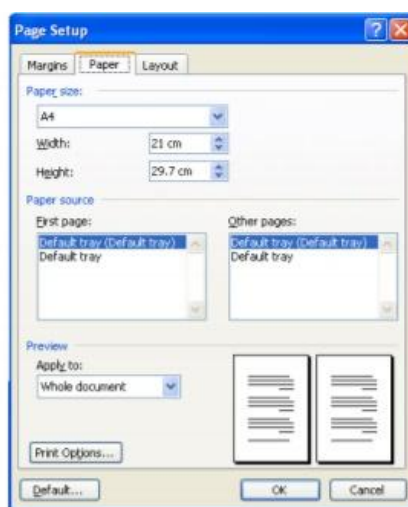 Page Setup
Margins Paper Layout
Paper size:
A4
Width: 21 cm
Height: 29.7 cm
Paper source
First page: Other pages:
Default tray (Default tray) Default tray (Default tray)
Default tray Default tray
Preview
Apply to:
Whole document
Print Options...
Default... OK Cancel